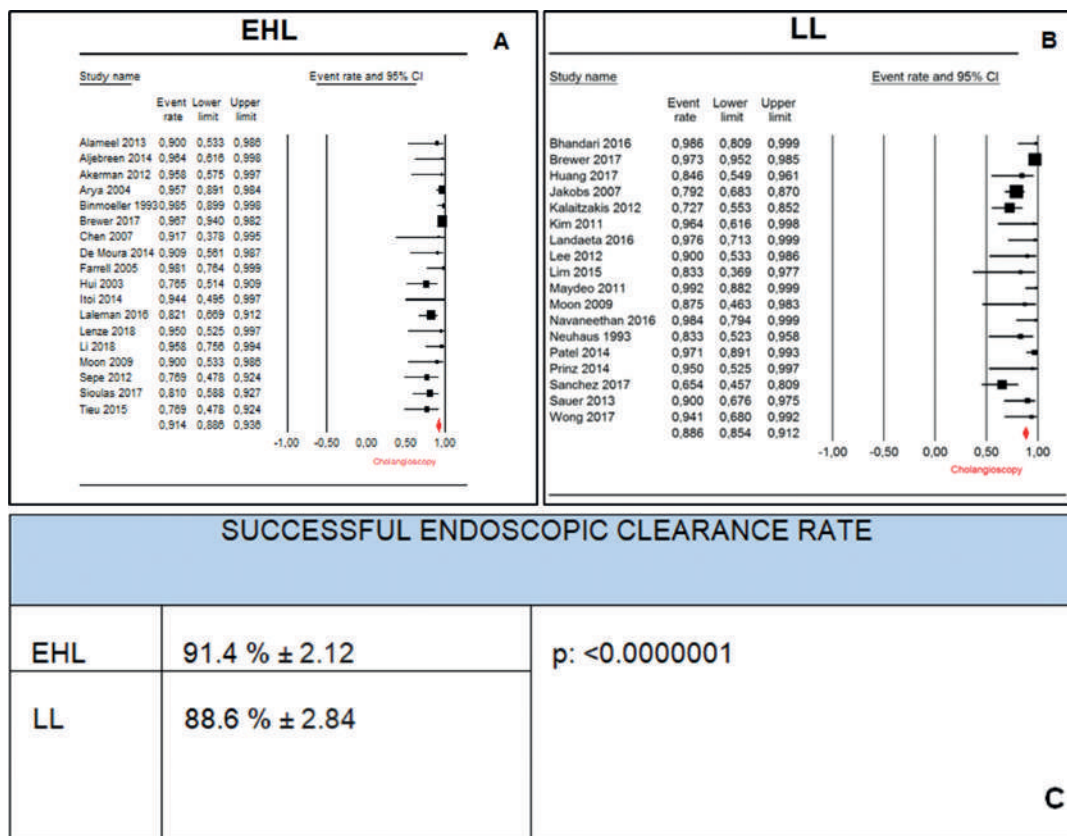 EHL
A
Study name Event rate and 95% CI
Event Lower Upper
rate limit limit
Alameel 2013 0,900 0,533 0,986
Aljebreen 2014 0,964 0,616 0,998
Akerman 2012 0,958 0,575 0,997
Arya 2004 0,957 0,891 0,984
Binmoeller 1993 0,985 0,899 0,998
Brewer 2017 0,967 0,940 0,982
Chen 2007 0,917 0,378 0,995
De Moura 2014 0,909 0,561 0,987
Farrell 2005 0,981 0,764 0,999
Hui 2003 0,765 0,514 0,909
Itoi 2014 0,944 0,495 0,997
Laleman 2016 0,821 0,669 0,912
Lenze 2018 0,950 0,525 0,997
Li 2018 0,958 0,756 0,994
Moon 2009 0,900 0,533 0,986
Sepe 2012 0,769 0,478 0,924
Sioulas 2017 0,810 0,588 0,927
Tieu 2015 0,769 0,478 0,924
0,914 0,886 0,936
-1,00 -0,50 0,00 0,50 1,00
Cholangioscopy
LL
B
Study name Event rate and 95% CI
Event Lower Upper
rate limit limit
Bhandari 2016 0,986 0,809 0,999
Brewer 2017 0,973 0,952 0,985
Huang 2017 0,846 0,549 0,961
Jakobs 2007 0,792 0,683 0,870
Kalaitzakis 2012 0,727 0,553 0,852
Kim 2011 0,964 0,616 0,998
Landaeta 2016 0,976 0,713 0,999
Lee 2012 0,900 0,533 0,986
Lim 2015 0,833 0,369 0,977
Maydeo 2011 0,992 0,882 0,999
Moon 2009 0,875 0,463 0,983
Navaneethan 2016 0,984 0,794 0,999
Neuhaus 1993 0,833 0,523 0,958
Patel 2014 0,971 0,891 0,993
Prinz 2014 0,950 0,525 0,997
Sanchez 2017 0,654 0,457 0,809
Sauer 2013 0,900 0,676 0,975
Wong 2017 0,941 0,680 0,992
0,886 0,854 0,912
-1,00 -0,50 0,00 0,50 1,00
Cholangioscopy
SUCCESSFUL ENDOSCOPIC CLEARANCE RATE
EHL 91.4 % ± 2.12 p: <0.0000001
LL 88.6 % ± 2.84
C